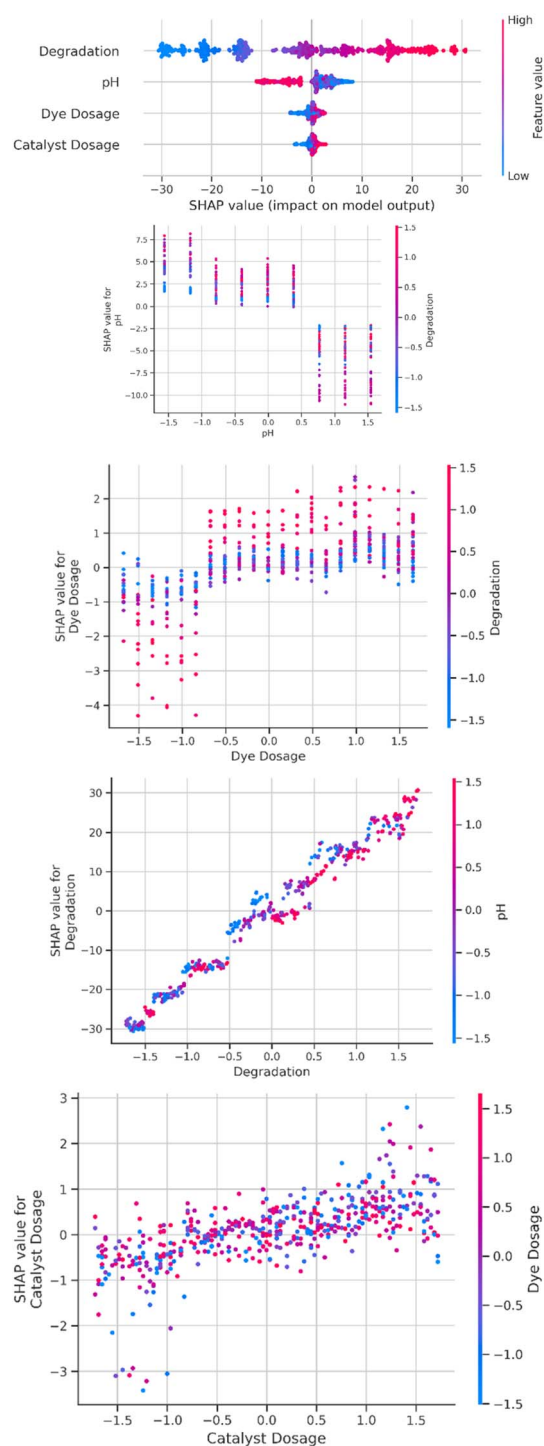 High
Degradation
pH
Dye Dosage
Catalyst Dosage
Feature value
Low
−30 −20 −10 0 10 20 30
SHAP value (impact on model output)
7.5
5.0
2.5
0.0
−2.5
−5.0
−7.5
−10.0
SHAP value for
pH
−1.5 −1.0 −0.5 0.0 0.5 1.0 1.5
pH
1.5
1.0
0.5
0.0
−0.5
−1.0
−1.5
Degradation
2
1
0
−1
−2
−3
−4
SHAP value for
Dye Dosage
−1.5 −1.0 −0.5 0.0 0.5 1.0 1.5
Dye Dosage
1.5
1.0
0.5
0.0
−0.5
−1.0
−1.5
Degradation
30
20
10
0
−10
−20
−30
SHAP value for
Degradation
−1.5 −1.0 −0.5 0.0 0.5 1.0 1.5
Degradation
1.5
1.0
0.5
0.0
−0.5
−1.0
−1.5
pH
3
2
1
0
−1
−2
−3
SHAP value for
Catalyst Dosage
−1.5 −1.0 −0.5 0.0 0.5 1.0 1.5
Catalyst Dosage
1.5
1.0
0.5
0.0
−0.5
−1.0
−1.5
Dye Dosage